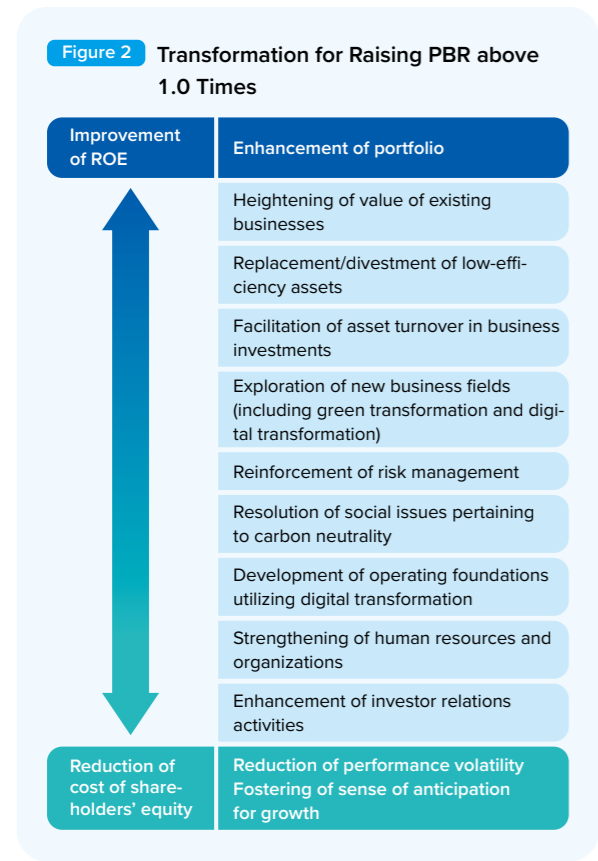 Figure 2
Transformation for Raising PBR above
1.0 Times
Improvement
of ROE
Enhancement of portfolio
Heightening of value of existing
businesses
Replacement/divestment of low-effi-
ciency assets
Facilitation of asset turnover in business
investments
Exploration of new business fields
(including green transformation and digi-
tal transformation)
Reinforcement of risk management
Resolution of social issues pertaining
to carbon neutrality
Development of operating foundations
utilizing digital transformation
Strengthening of human resources and
organizations
Enhancement of investor relations
activities
Reduction of
cost of share-
holders’ equity
Reduction of performance volatility
Fostering of sense of anticipation
for growth